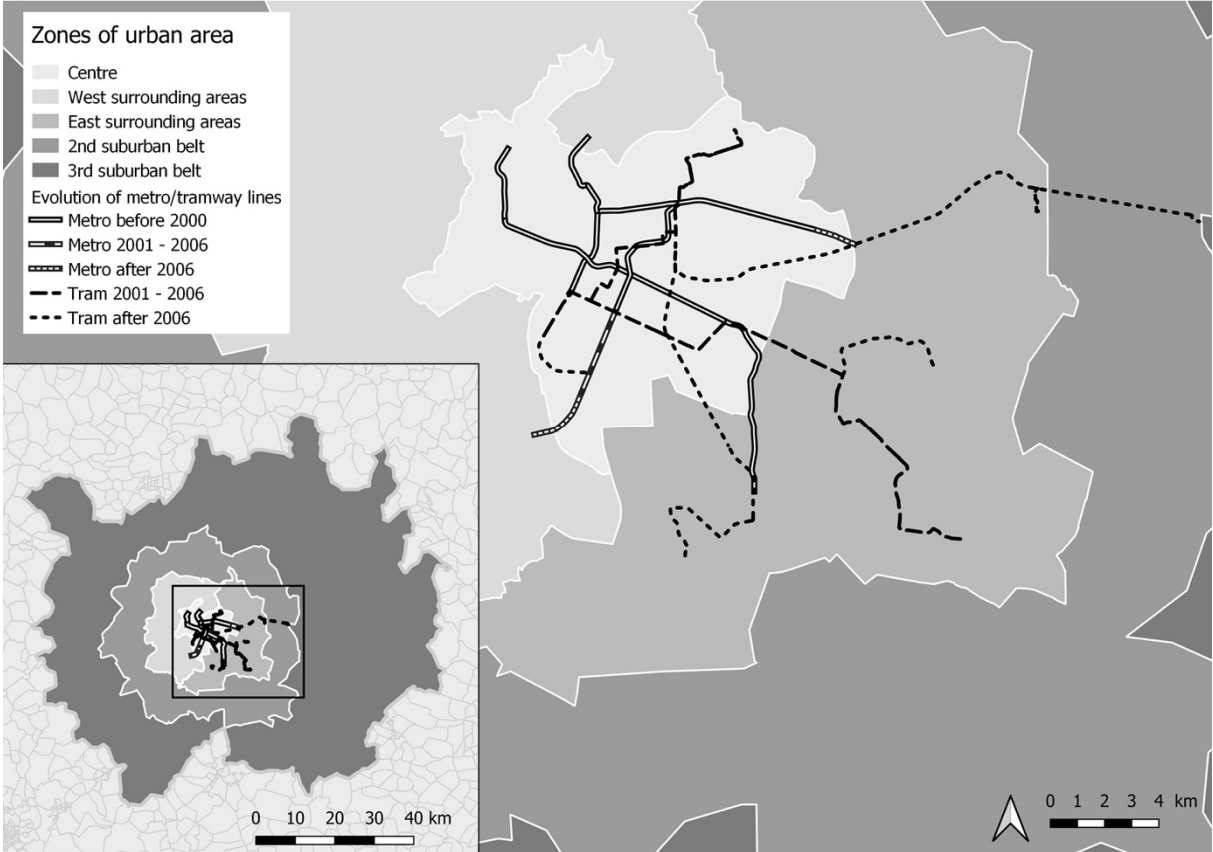 Zones of urban area
Centre
West surrounding areas
East surrounding areas
2nd suburban belt
3rd suburban belt
Evolution of metro/tramway lines
Metro before 2000
Metro 2001 - 2006
Metro after 2006
Tram 2001 - 2006
Tram after 2006
0 10 20 30 40 km
0 1 2 3 4 km